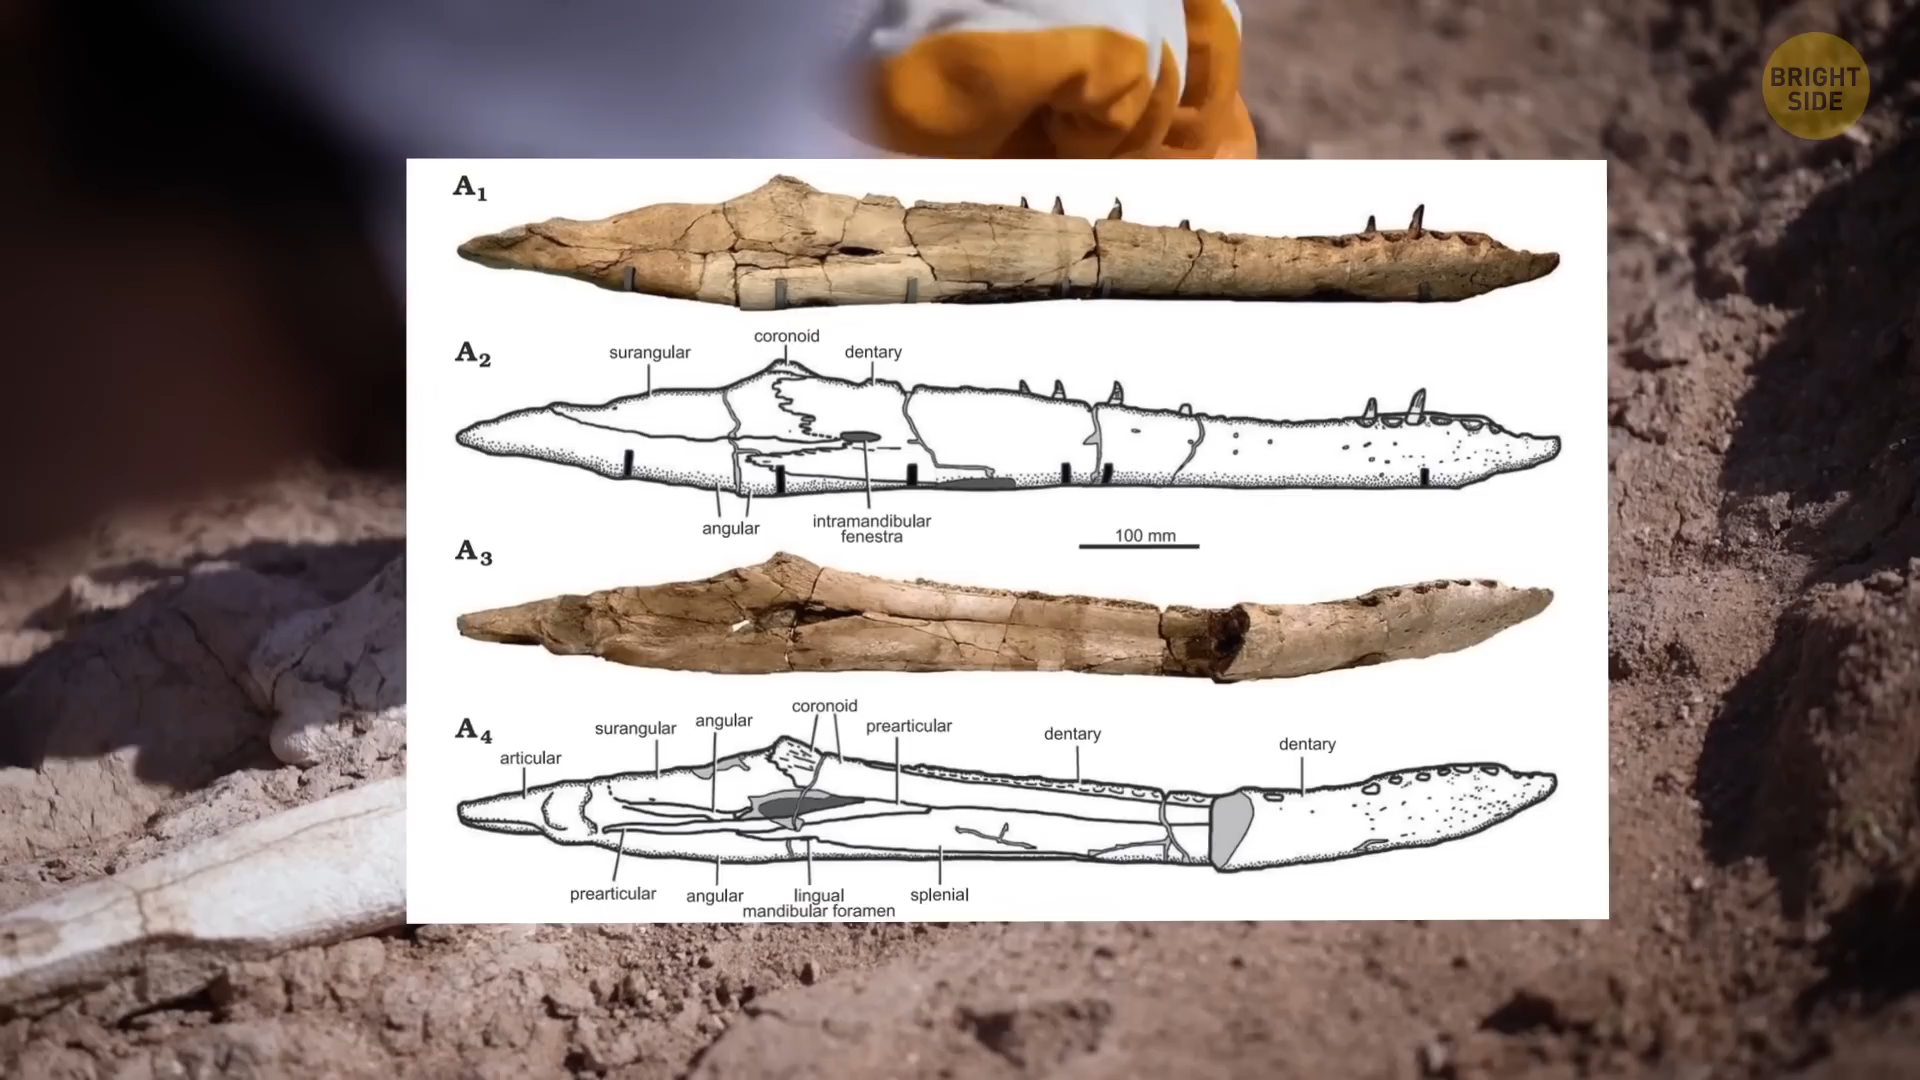 BRIGHT
SIDE
A1
A2
surangular
coronoid
dentary
angular
intramandibular
fenestra
100 mm
A3
A4
articular
surangular
angular
coronoid
prearticular
dentary
dentary
prearticular
angular
lingual
mandibular foramen
splenial